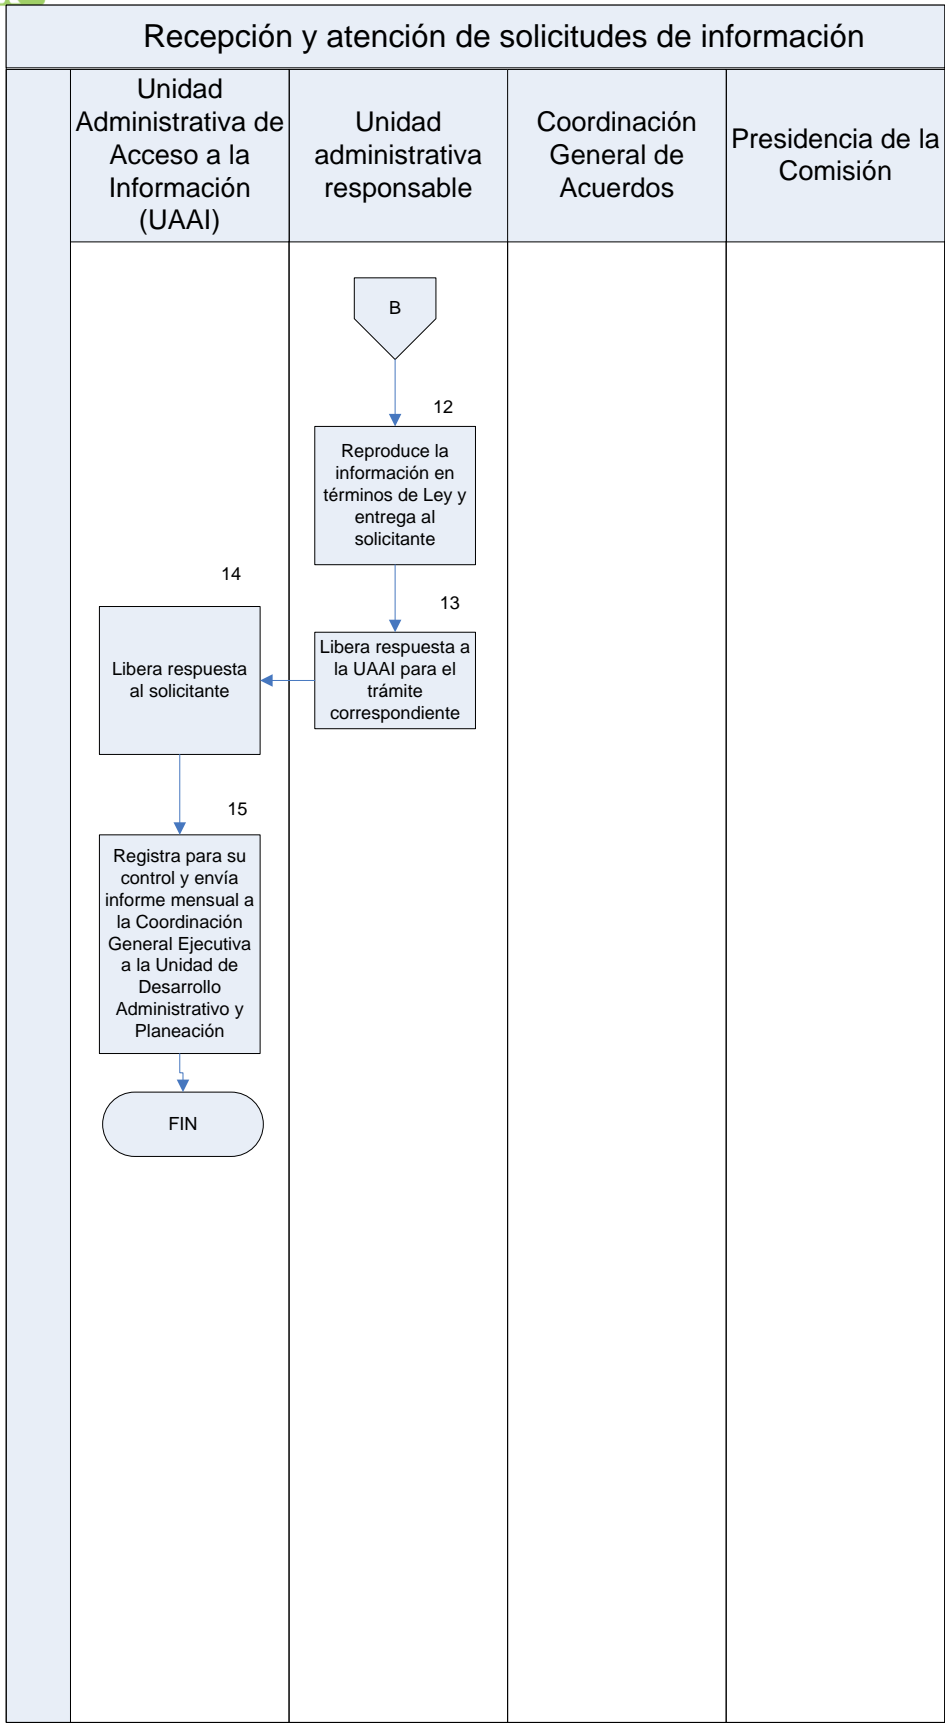 Recepción y atención de solicitudes de información
Unidad
Administrativa de
Acceso a la
Información
(UAAI)
Unidad
administrativa
responsable
Coordinación
General de
Acuerdos
Presidencia de la
Comisión
B
12
Reproduce la
información en
términos de Ley y
entrega al
solicitante
13
Libera respuesta a
la UAAI para el
trámite
correspondiente
14
Libera respuesta
al solicitante
15
Registra para su
control y envía
informe mensual a
la Coordinación
General Ejecutiva
a la Unidad de
Desarrollo
Administrativo y
Planeación
FIN